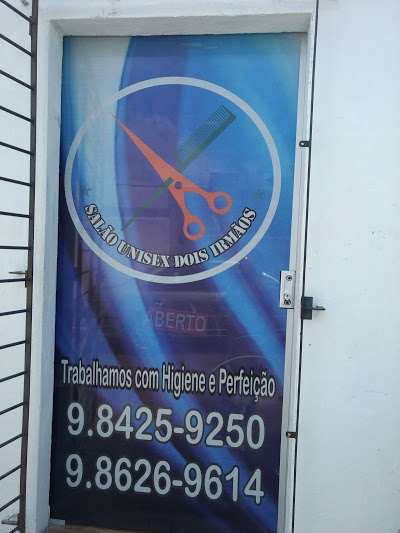 SALÃO UNISEX DOIS IRMÃOS
ABERTO
Trabalhamos com Higiene e Perfeição
9.8425-9250
9.8626-9614